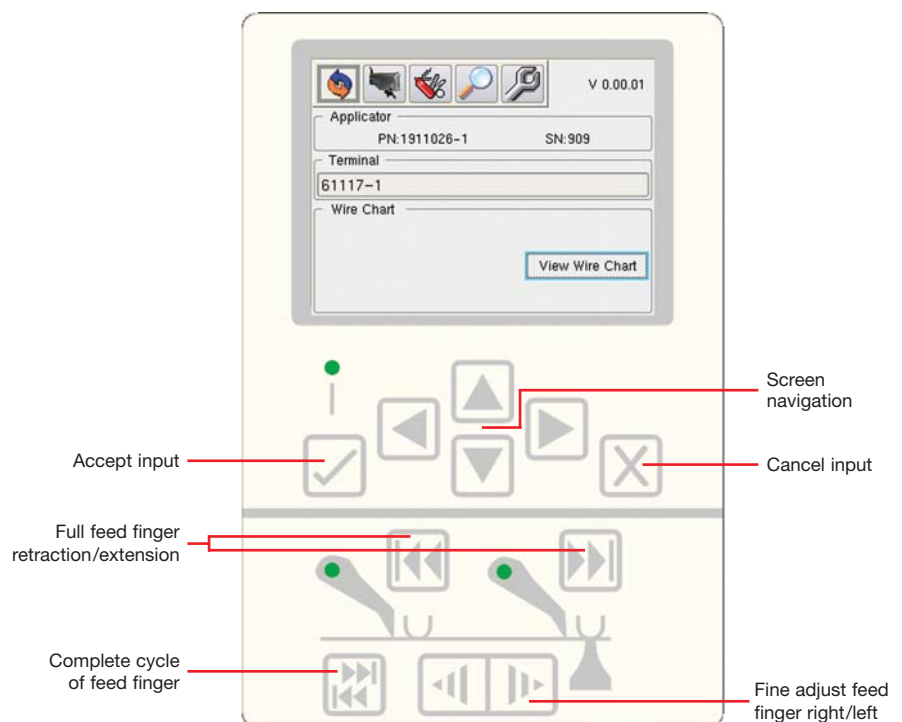 V 0.00.01
Applicator
PN:1911026-1 SN:909
Terminal
61117-1
Wire Chart
View Wire Chart
Screen
navigation
Accept input
Cancel input
Full feed finger
retraction/extension
Complete cycle
of feed finger
Fine adjust feed
finger right/left